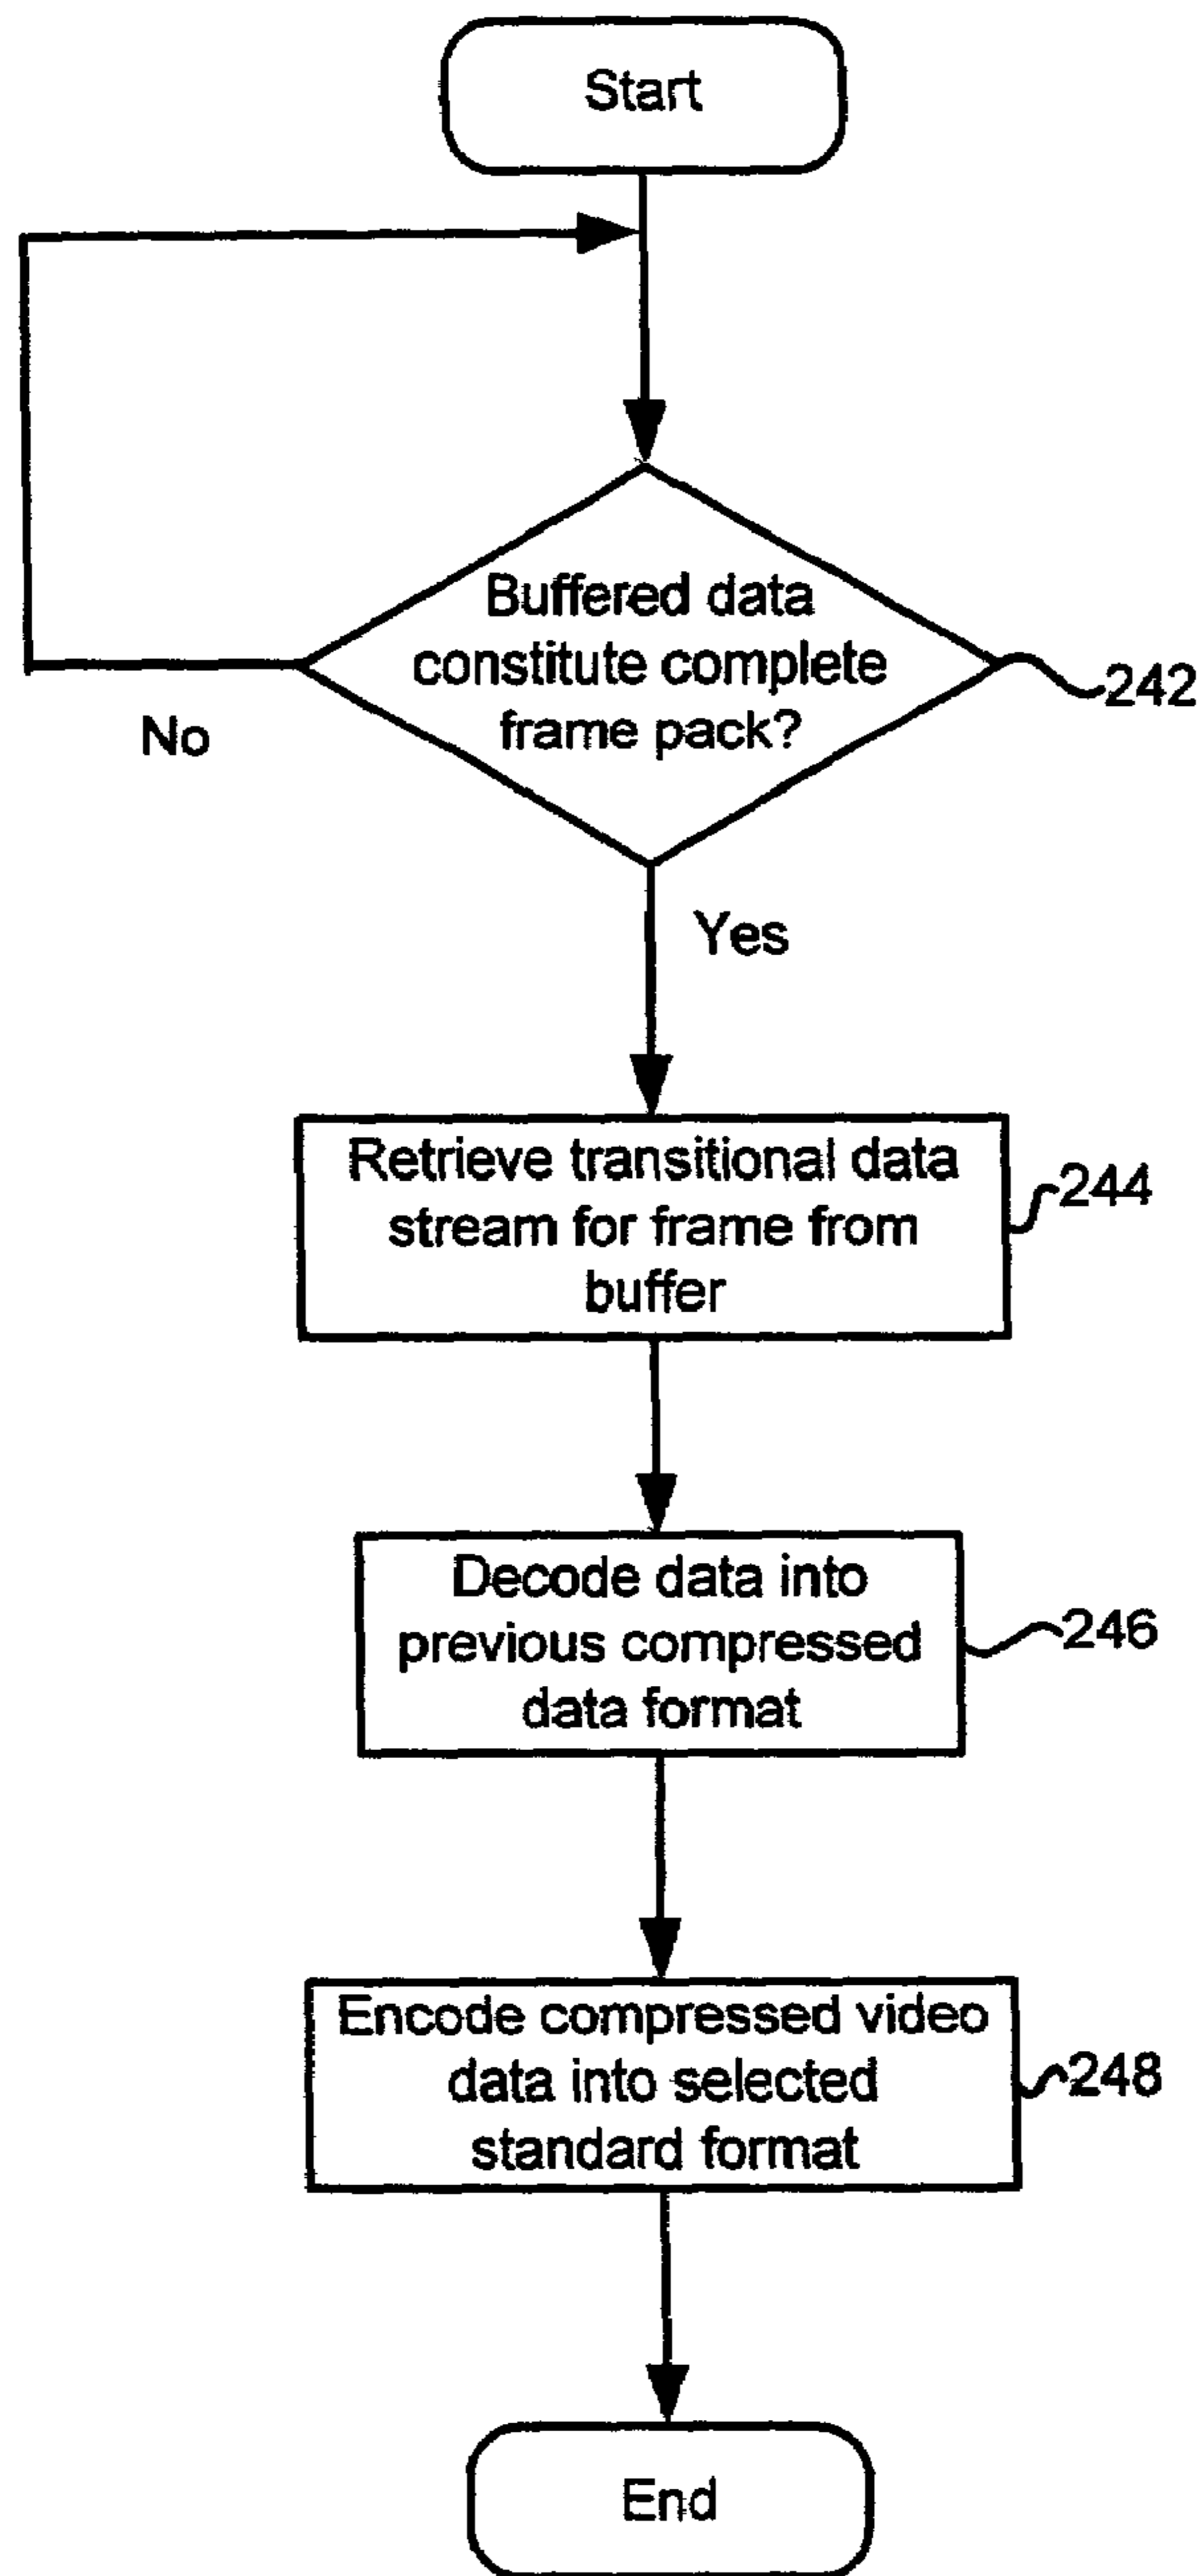 Start
Buffered data
constitute complete
frame pack?
242
No
Yes
Retrieve transitional data
stream for frame from
buffer
244
Decode data into
previous compressed
data format
246
Encode compressed video
data into selected
standard format
248
End